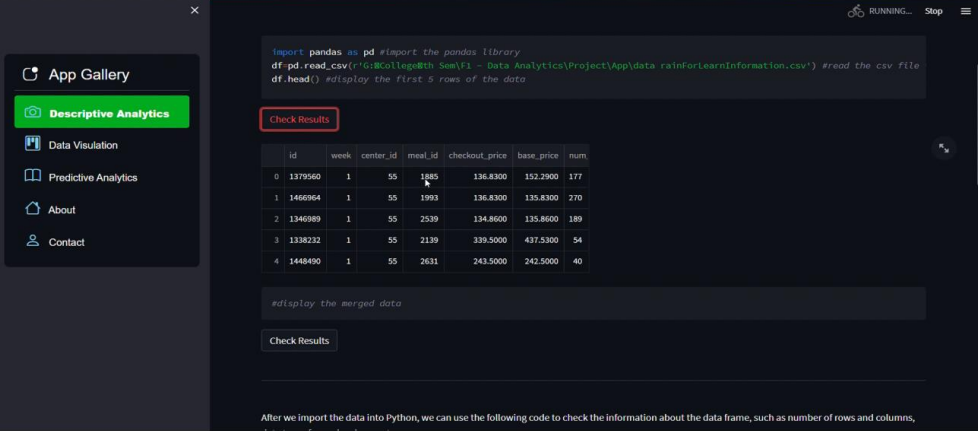 RUNNING... Stop
App Gallery
Descriptive Analytics
Data Visulation
Predictive Analytics
About
Contact
import pandas as pd #import the pandas library
df=pd.read_csv(r'G:�College�th Sem\F1 - Data Analytics\Project\App\data rainForLearnInformation.csv') #read the csv file
df.head() #display the first 5 rows of the data
Check Results
id week center_id meal_id checkout_price base_price num_
0 1379560 1 55 1885 136.8300 152.2900 177
1 1466964 1 55 1993 136.8300 135.8300 270
2 1346989 1 55 2539 134.8600 135.8600 189
3 1338232 1 55 2139 339.5000 437.5300 54
4 1448490 1 55 2631 243.5000 242.5000 40
#display the merged data
Check Results
After we import the data into Python, we can use the following code to check the information about the data frame, such as number of rows and columns,